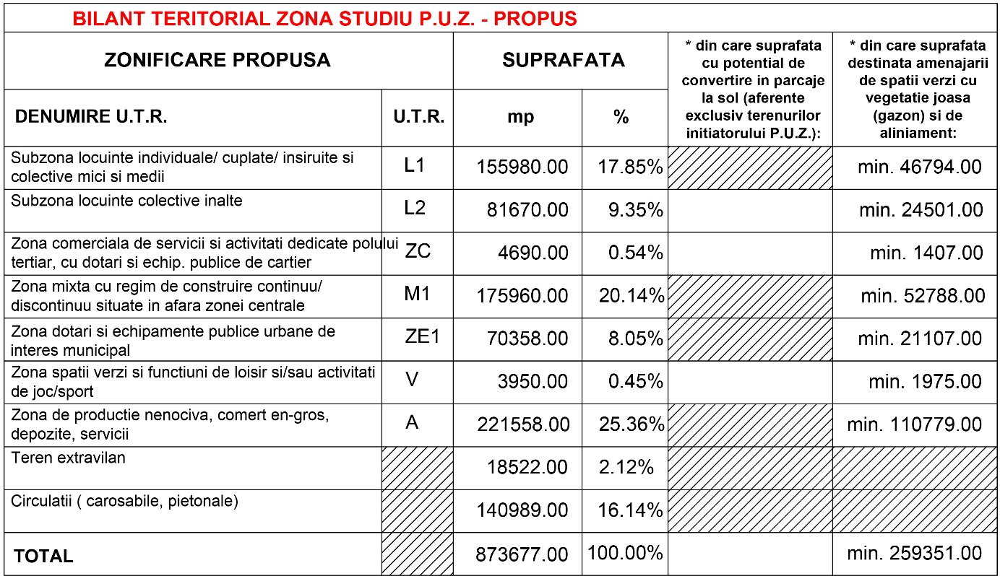 BILANT TERITORIAL ZONA STUDIU P.U.Z. - PROPUS
ZONIFICARE PROPUSA
SUPRAFATA
* din care suprafata
cu potential de
convertire in parcaje
la sol (aferente
exclusiv terenurilor
initiatorului P.U.Z.):
* din care suprafata
destinata amenajarii
de spatii verzi cu
vegetatie joasa
(gazon) si de
aliniament:
DENUMIRE U.T.R.
U.T.R.
mp
%
Subzona locuinte individuale/ cuplate/ insiruite si
colective mici si medii
L1
155980.00
17.85%
min. 46794.00
Subzona locuinte colective inalte
L2
81670.00
9.35%
min. 24501.00
Zona comerciala de servicii si activitati dedicate polului
tertiar, cu dotari si echip. publice de cartier
ZC
4690.00
0.54%
min. 1407.00
Zona mixta cu regim de construire continuu/
discontinuu situate in afara zonei centrale
M1
175960.00
20.14%
min. 52788.00
Zona dotari si echipamente publice urbane de
interes municipal
ZE1
70358.00
8.05%
min. 21107.00
Zona spatii verzi si functiuni de loisir si/sau activitati
de joc/sport
V
3950.00
0.45%
min. 1975.00
Zona de productie nenociva, comert en-gros,
depozite, servicii
A
221558.00
25.36%
min. 110779.00
Teren extravilan
18522.00
2.12%
Circulatii ( carosabile, pietonale)
140989.00
16.14%
TOTAL
873677.00
100.00%
min. 259351.00